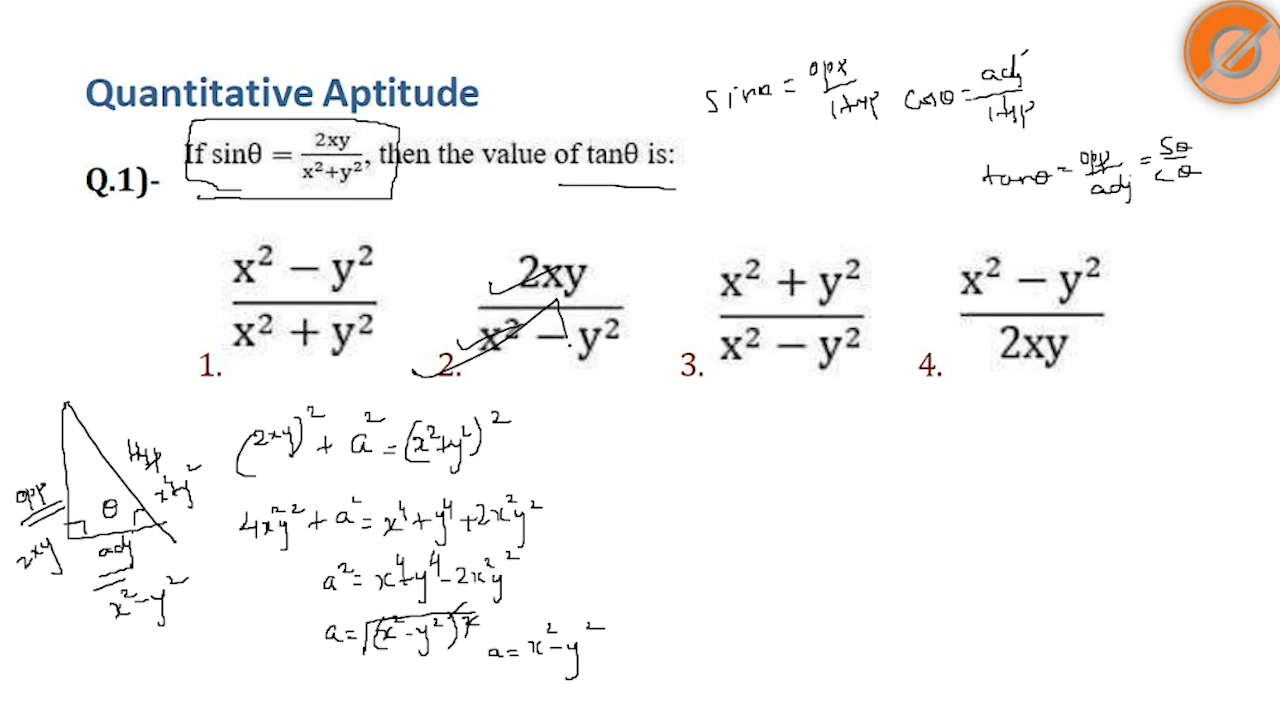 Quantitative Aptitude
sinθ = opp/hyp cosθ = adj/hyp
tanθ = opp/adj = Sθ/Cθ
Q.1)- If sinθ = 2xy/x²+y², then the value of tanθ is:
1. x² − y²/x² + y²
2. 2xy/x² − y²
3. x² + y²/x² − y²
4. x² − y²/2xy
opp
2xy
Hyp
x²+y²
θ
adj
x²-y²
(2xy)² + a² = (x²+y²)²
4x²y² + a² = x⁴+y⁴+2x²y²
a² = x⁴+y⁴-2x²y²
a = √(x²-y²)² a = x²-y²